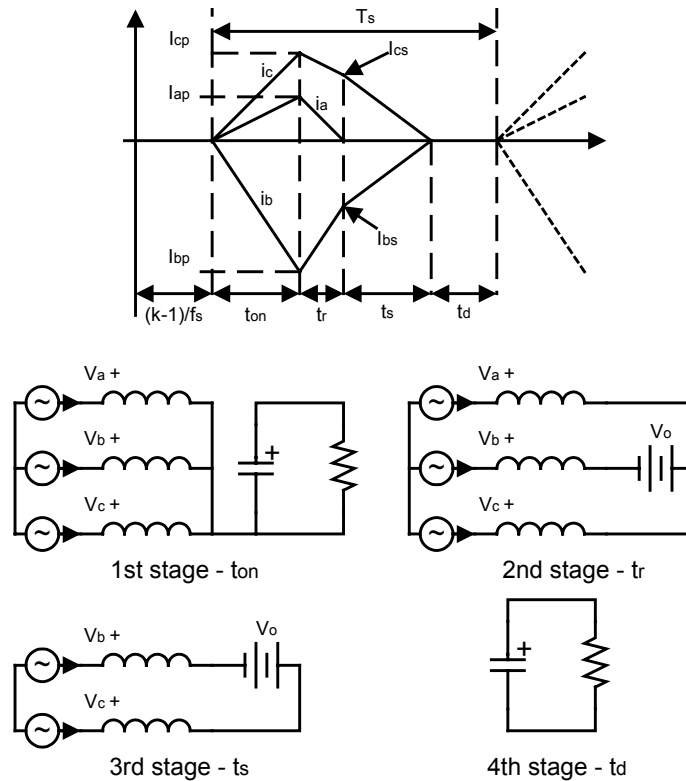 Ts
Icp
Ics
ic
Iap
ia
ib
Ibs
Ibp
(k-1)/fs
ton
tr
ts
td
Va +
Vb +
Vc +
+
1st stage - ton
Va +
Vb +
Vo
Vc +
2nd stage - tr
Vb +
Vo
Vc +
3rd stage - ts
+
4th stage - td